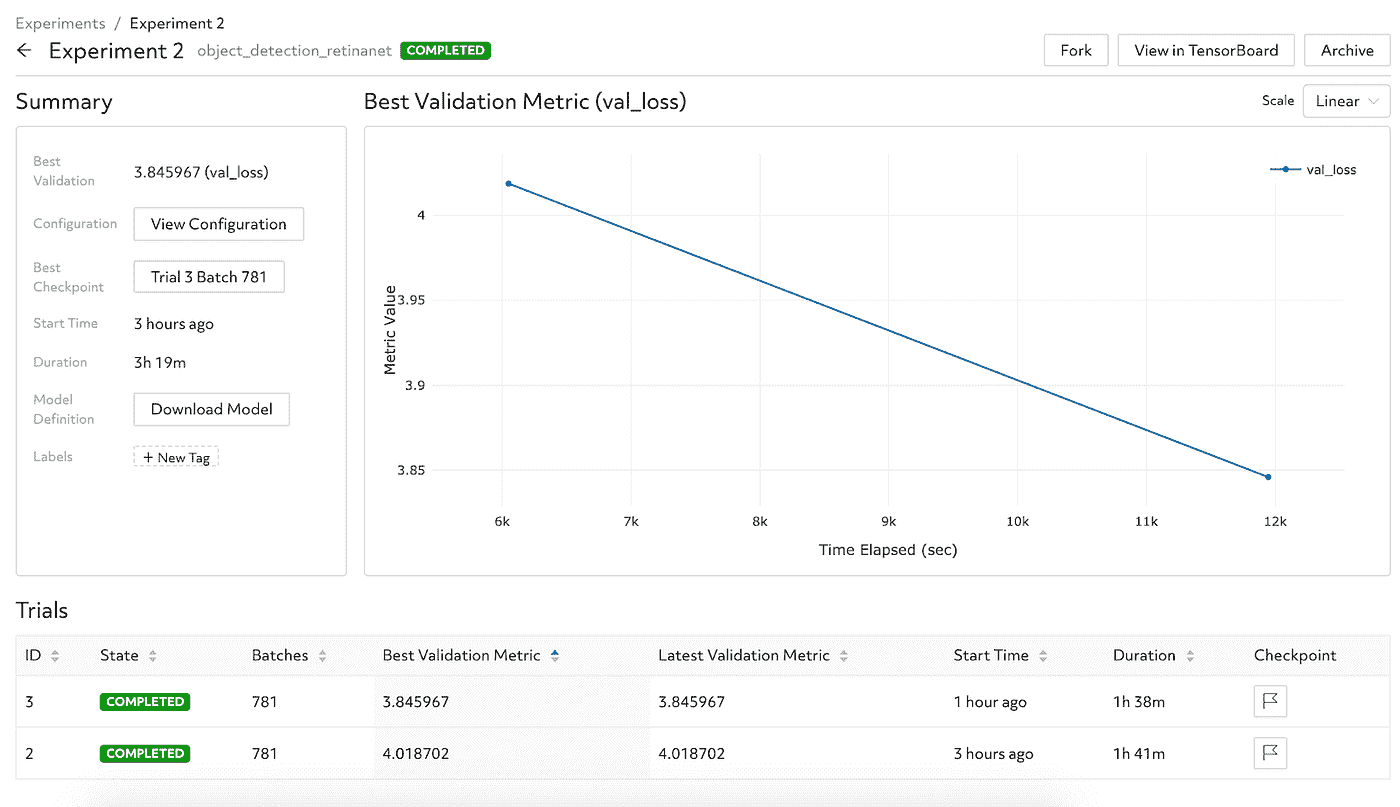 Experiments / Experiment 2
← Experiment 2 object_detection_retinanet COMPLETED
Fork View in TensorBoard Archive
Summary
Best Validation 3.845967 (val_loss)
Configuration View Configuration
Best Checkpoint Trial 3 Batch 781
Start Time 3 hours ago
Duration 3h 19m
Model Definition Download Model
Labels + New Tag
Best Validation Metric (val_loss)
Scale Linear
val_loss
Metric Value
4
3.95
3.9
3.85
6k 7k 8k 9k 10k 11k 12k
Time Elapsed (sec)
Trials
ID State Batches Best Validation Metric Latest Validation Metric Start Time Duration Checkpoint
3 COMPLETED 781 3.845967 3.845967 1 hour ago 1h 38m
2 COMPLETED 781 4.018702 4.018702 3 hours ago 1h 41m